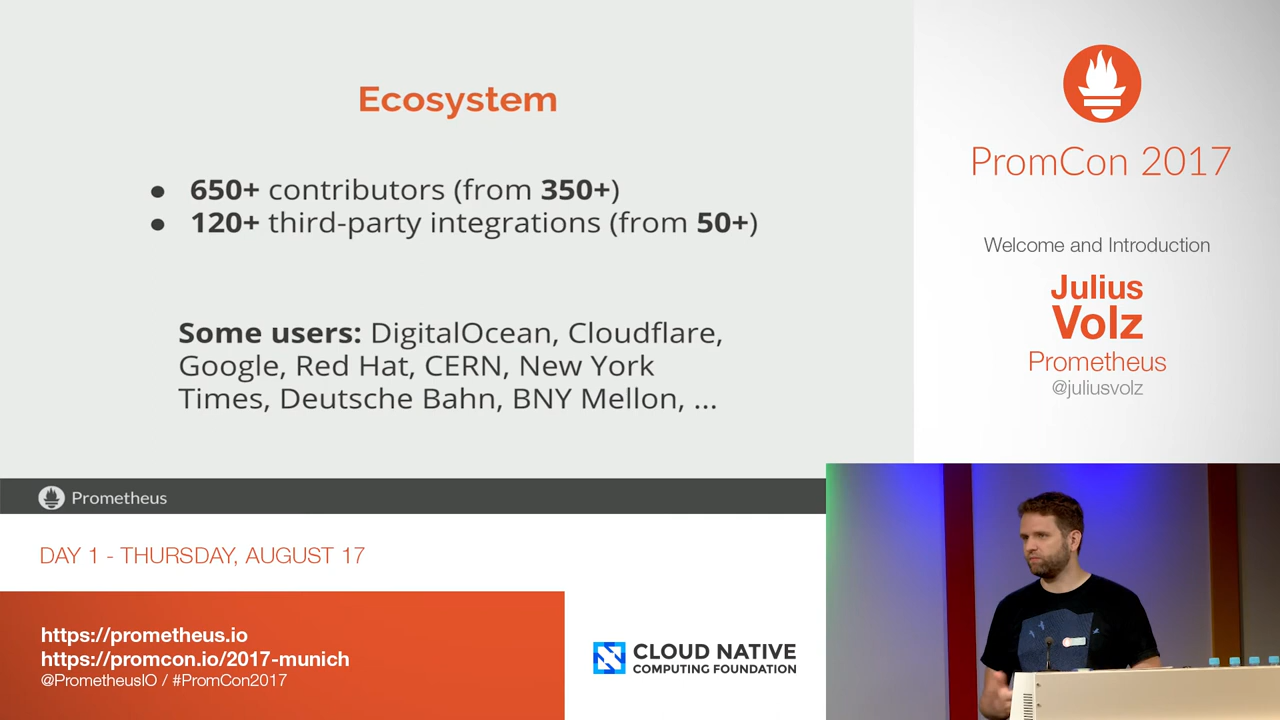 Ecosystem
● 650+ contributors (from 350+)
● 120+ third-party integrations (from 50+)
Some users: DigitalOcean, Cloudflare,
Google, Red Hat, CERN, New York
Times, Deutsche Bahn, BNY Mellon, ...
Prometheus
PromCon 2017
Welcome and Introduction
Julius
Volz
Prometheus
@juliusvolz
DAY 1 - THURSDAY, AUGUST 17
https://prometheus.io
https://promcon.io/2017-munich
@PrometheusIO / #PromCon2017
CLOUD NATIVE
COMPUTING FOUNDATION